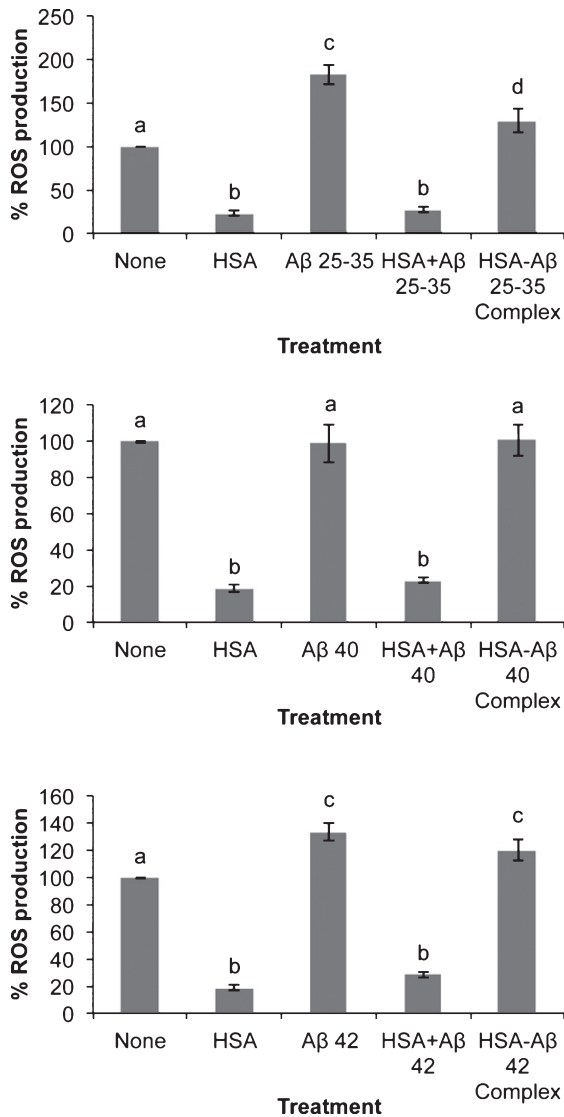 % ROS production
250
200
150
100
50
0
a
b
c
b
d
None
HSA
Aβ 25-35
HSA+Aβ
25-35
HSA-Aβ
25-35
Complex
Treatment
% ROS production
120
100
80
60
40
20
0
a
b
a
b
a
None
HSA
Aβ 40
HSA+Aβ
40
HSA-Aβ
40
Complex
Treatment
% ROS production
160
140
120
100
80
60
40
20
0
a
b
c
b
c
None
HSA
Aβ 42
HSA+Aβ
42
HSA-Aβ
42
Complex
Treatment